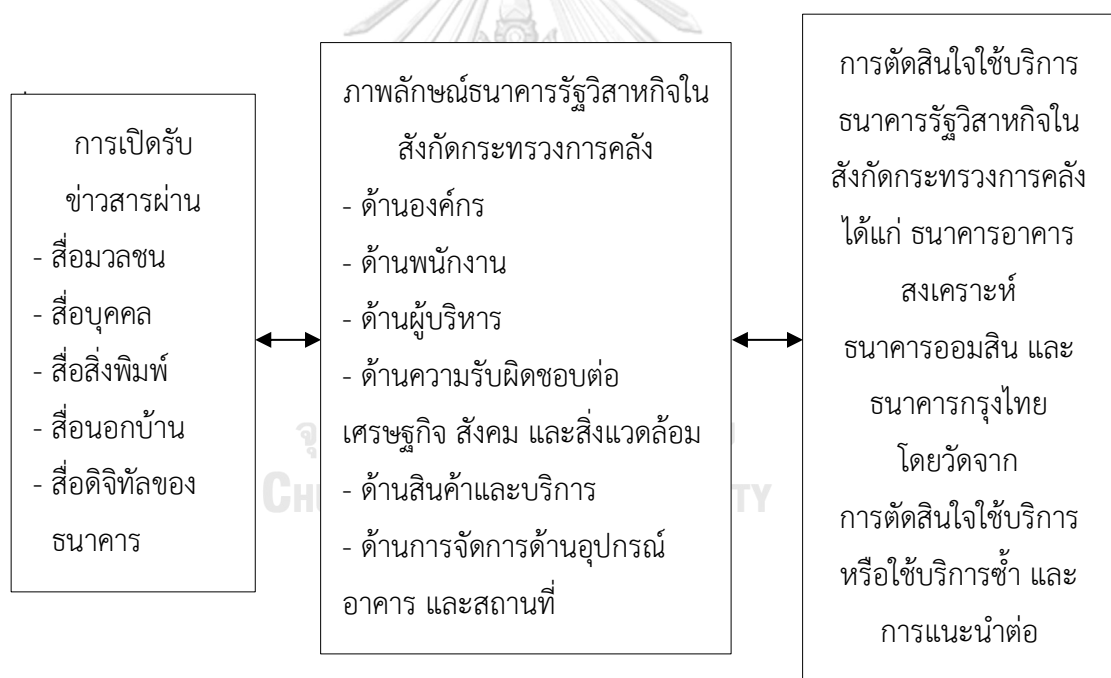 การเปิดรับ
ข่าวสารผ่าน
- สื่อมวลชน
- สื่อบุคคล
- สื่อสิ่งพิมพ์
- สื่อนอกบ้าน
- สื่อดิจิทัลของ
ธนาคาร
ภาพลักษณ์ธนาคารรัฐวิสาหกิจใน
สังกัดกระทรวงการคลัง
- ด้านองค์กร
- ด้านพนักงาน
- ด้านผู้บริหาร
- ด้านความรับผิดชอบต่อ
เศรษฐกิจ สังคม และสิ่งแวดล้อม
- ด้านสินค้าและบริการ
- ด้านการจัดการด้านอุปกรณ์
อาคาร และสถานที่
การตัดสินใจใช้บริการ
ธนาคารรัฐวิสาหกิจใน
สังกัดกระทรวงการคลัง
ได้แก่ ธนาคารอาคาร
สงเคราะห์
ธนาคารออมสิน และ
ธนาคารกรุงไทย
โดยวัดจาก
การตัดสินใจใช้บริการ
หรือใช้บริการซ้ำ และ
การแนะนำต่อ